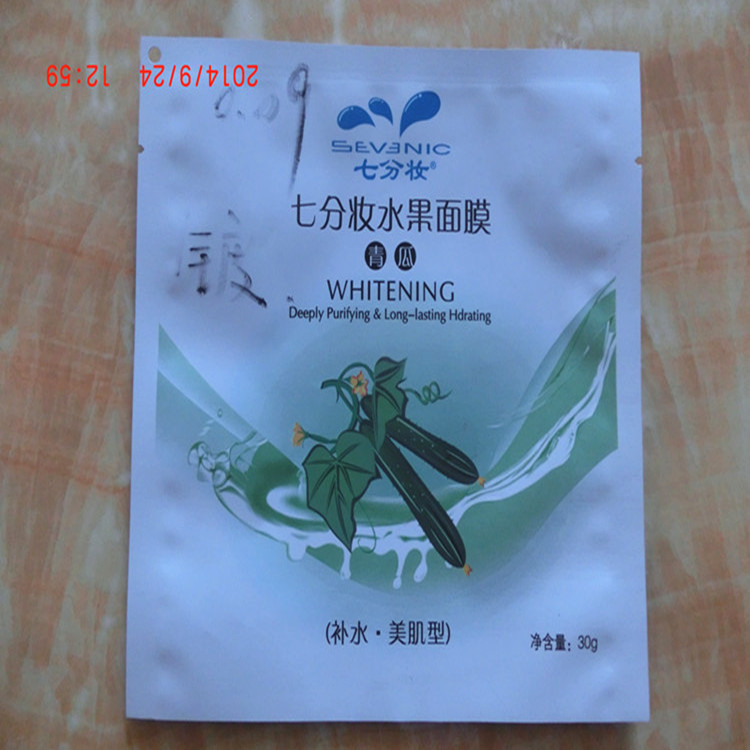 2014/9/24 12:59
SEVENIC
七分妆®
七分妆水果面膜
青瓜
WHITENING
Deeply Purifying & Long-lasting Hdrating
(补水·美肌型)
净含量：30g